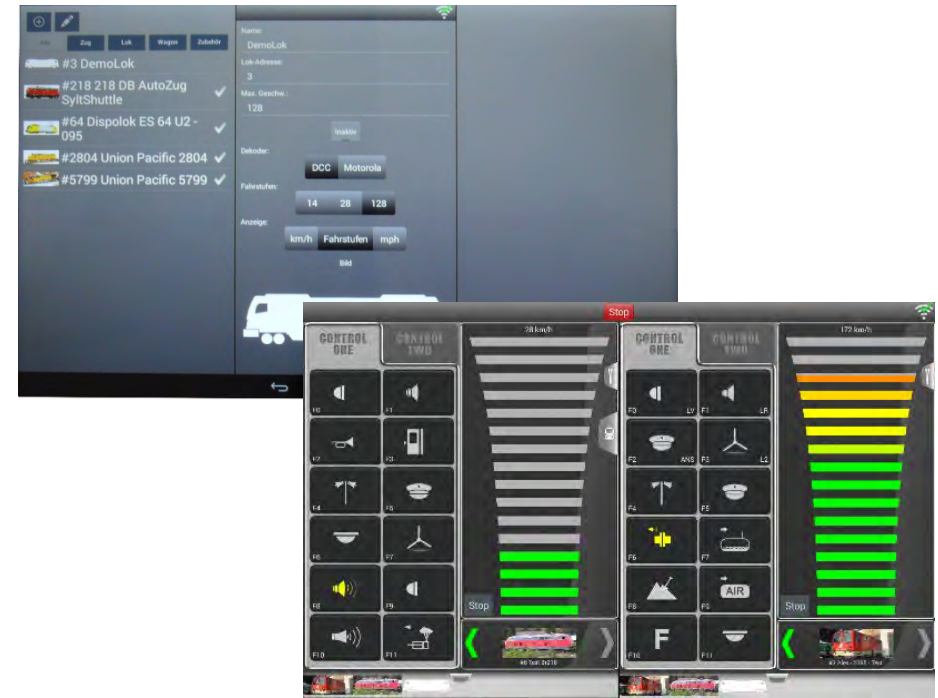 Zug Lok Wagen Zubehör
#3 DemoLok
#218 218 DB AutoZug
SyltShuttle
#64 Dispolok ES 64 U2 -
095
#2804 Union Pacific 2804
#5799 Union Pacific 5799
Name:
DemoLok
Lok-Adresse:
3
Max. Geschw.:
128
Inaktiv
Dekoder:
DCC Motorola
Fahrstufen:
14 28 128
Anzeige:
km/h Fahrstufen mph
Bild
Stop
CONTROL
ONE
CONTROL
TWO
38 km/h
F0 F1
F2 F3
F4 F5
F6 F7
F8 F9
F10 F11
Stop
CONTROL
ONE
CONTROL
TWO
172 km/h
F0 LV F1 LR
F2 ANS F3 L2
F4 F5
F6 F7
F8 AIR F9
F F10 F11
Stop